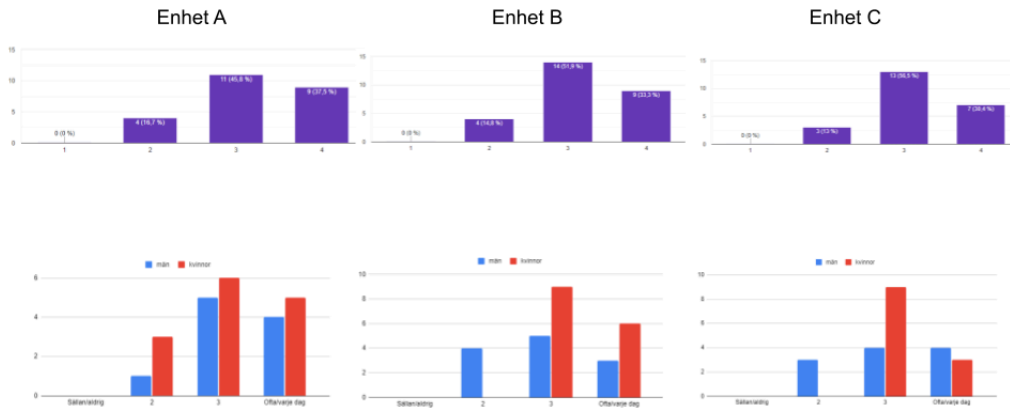 Enhet A
Enhet B
Enhet C
15
10
5
0
0 (0 %)
4 (16,7 %)
11 (45,8 %)
9 (37,5 %)
1
2
3
4
15
10
5
0
0 (0 %)
4 (14,8 %)
14 (51,9 %)
9 (33,3 %)
1
2
3
4
15
10
5
0
0 (0 %)
3 (13 %)
13 (56,5 %)
7 (30,4 %)
1
2
3
4
män kvinnor
6
4
2
0
Sällan/aldrig
2
3
Ofta/varje dag
män kvinnor
10
8
6
4
2
0
Sällan/aldrig
2
3
Ofta/varje dag
män kvinnor
10
8
6
4
2
0
Sällan/aldrig
2
3
Ofta/varje dag